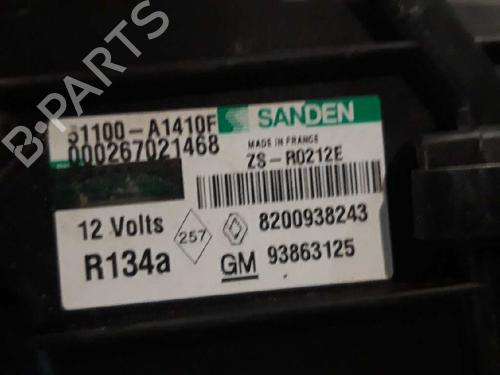 B-PARTS
51100-A1410F
000267021468
SANDEN
MADE IN FRANCE
ZS-R0212E
12 Volts
257
8200938243
R134a
GM 93863125